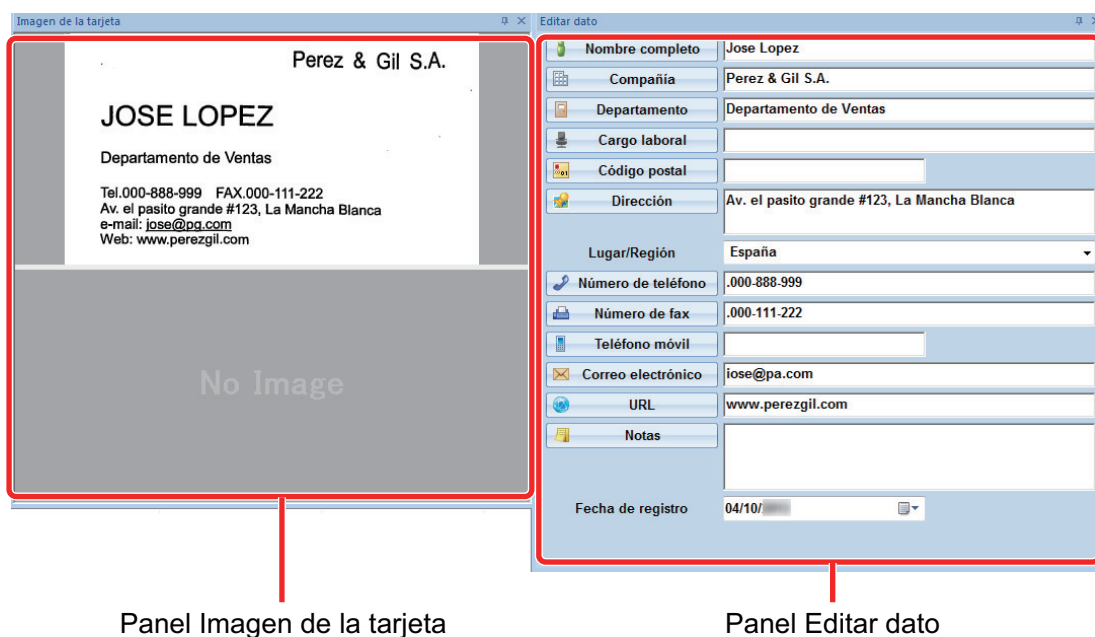 Imagen de la tarjeta
Perez & Gil S.A.
JOSE LOPEZ
Departamento de Ventas
Tel.000-888-999 FAX.000-111-222
Av. el pasito grande #123, La Mancha Blanca
e-mail: jose@pg.com
Web: www.perezgil.com
No Image
Editar dato
Nombre completo Jose Lopez
Compañía Perez & Gil S.A.
Departamento Departamento de Ventas
Cargo laboral
Código postal
Dirección Av. el pasito grande #123, La Mancha Blanca
Lugar/Región España
Número de teléfono .000-888-999
Número de fax .000-111-222
Teléfono móvil
Correo electrónico iose@pa.com
URL www.perezgil.com
Notas
Fecha de registro 04/10/
Panel Imagen de la tarjeta
Panel Editar dato